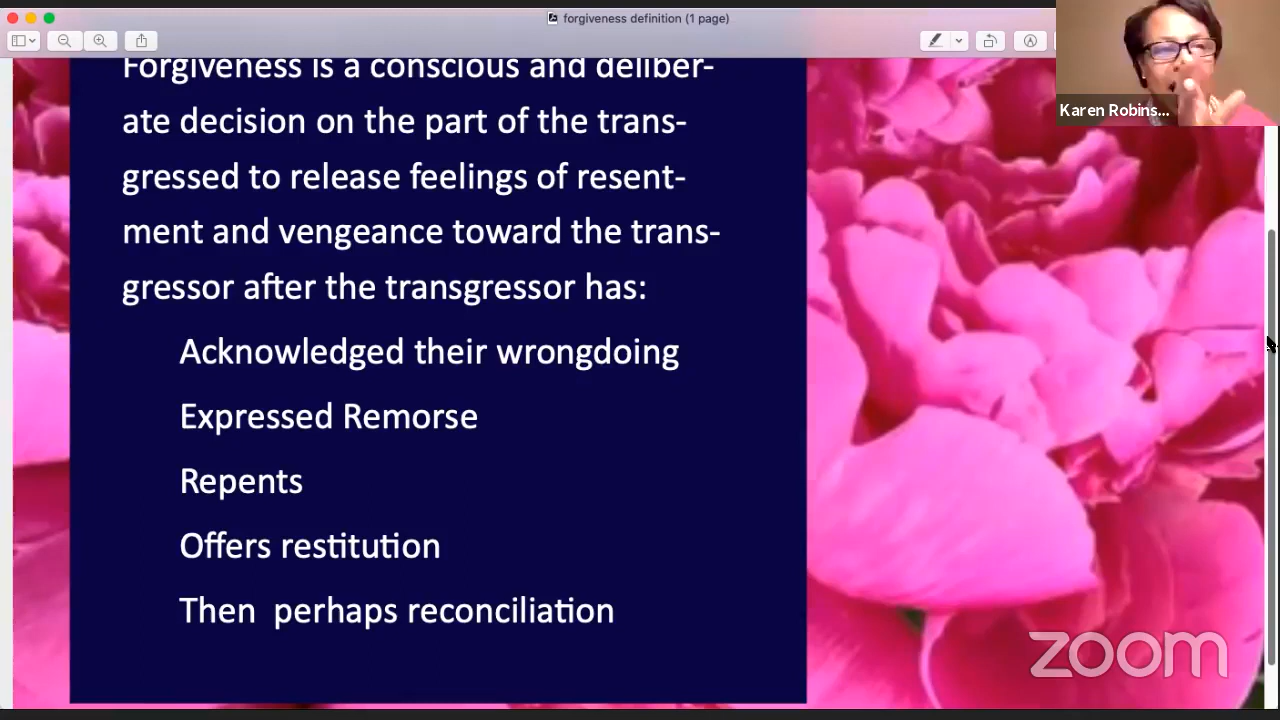 forgiveness definition (1 page)
Karen Robins...
Forgiveness is a conscious and deliber-
ate decision on the part of the trans-
gressed to release feelings of resent-
ment and vengeance toward the trans-
gressor after the transgressor has:
Acknowledged their wrongdoing
Expressed Remorse
Repents
Offers restitution
Then  perhaps reconciliation
zoom